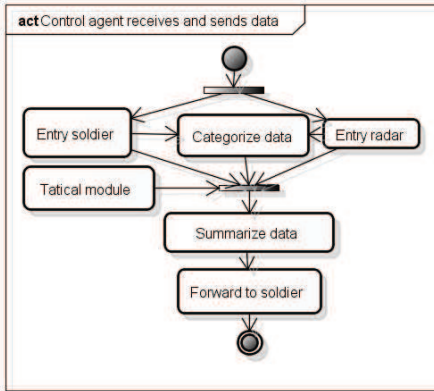 act Control agent receives and sends data
Entry soldier
Categorize data
Entry radar
Tatical module
Summarize data
Forward to soldier